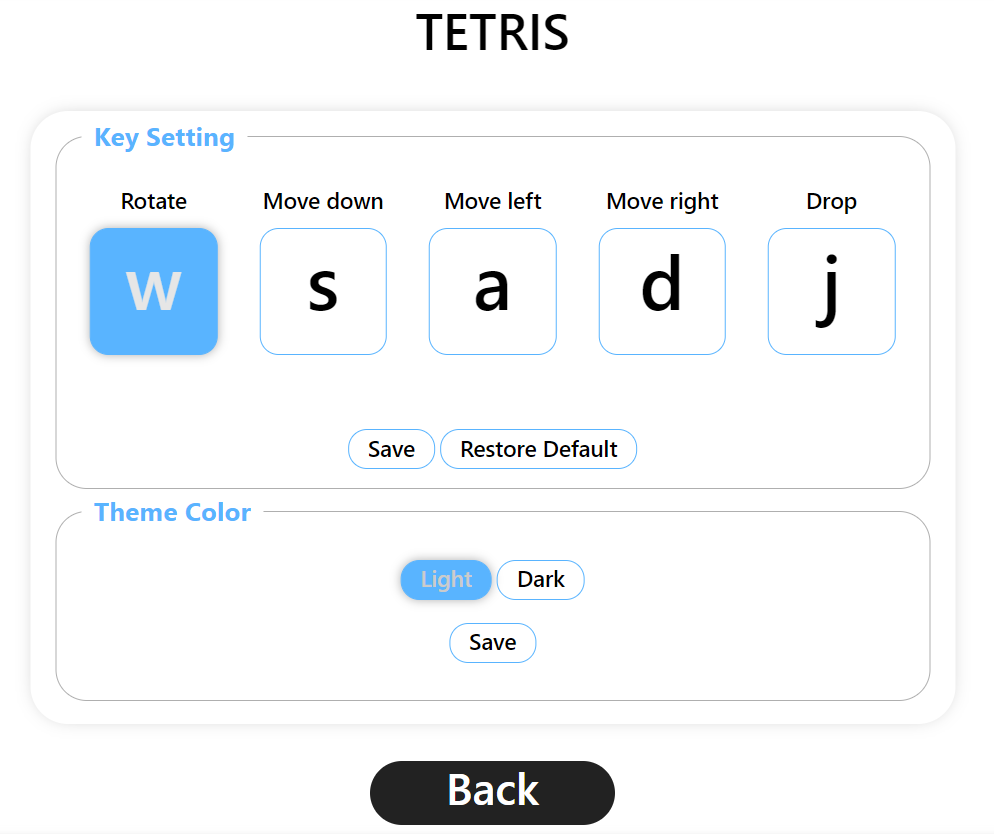 TETRIS
Key Setting
Rotate Move down Move left Move right Drop
w s a d j
Save Restore Default
Theme Color
Light Dark
Save
Back